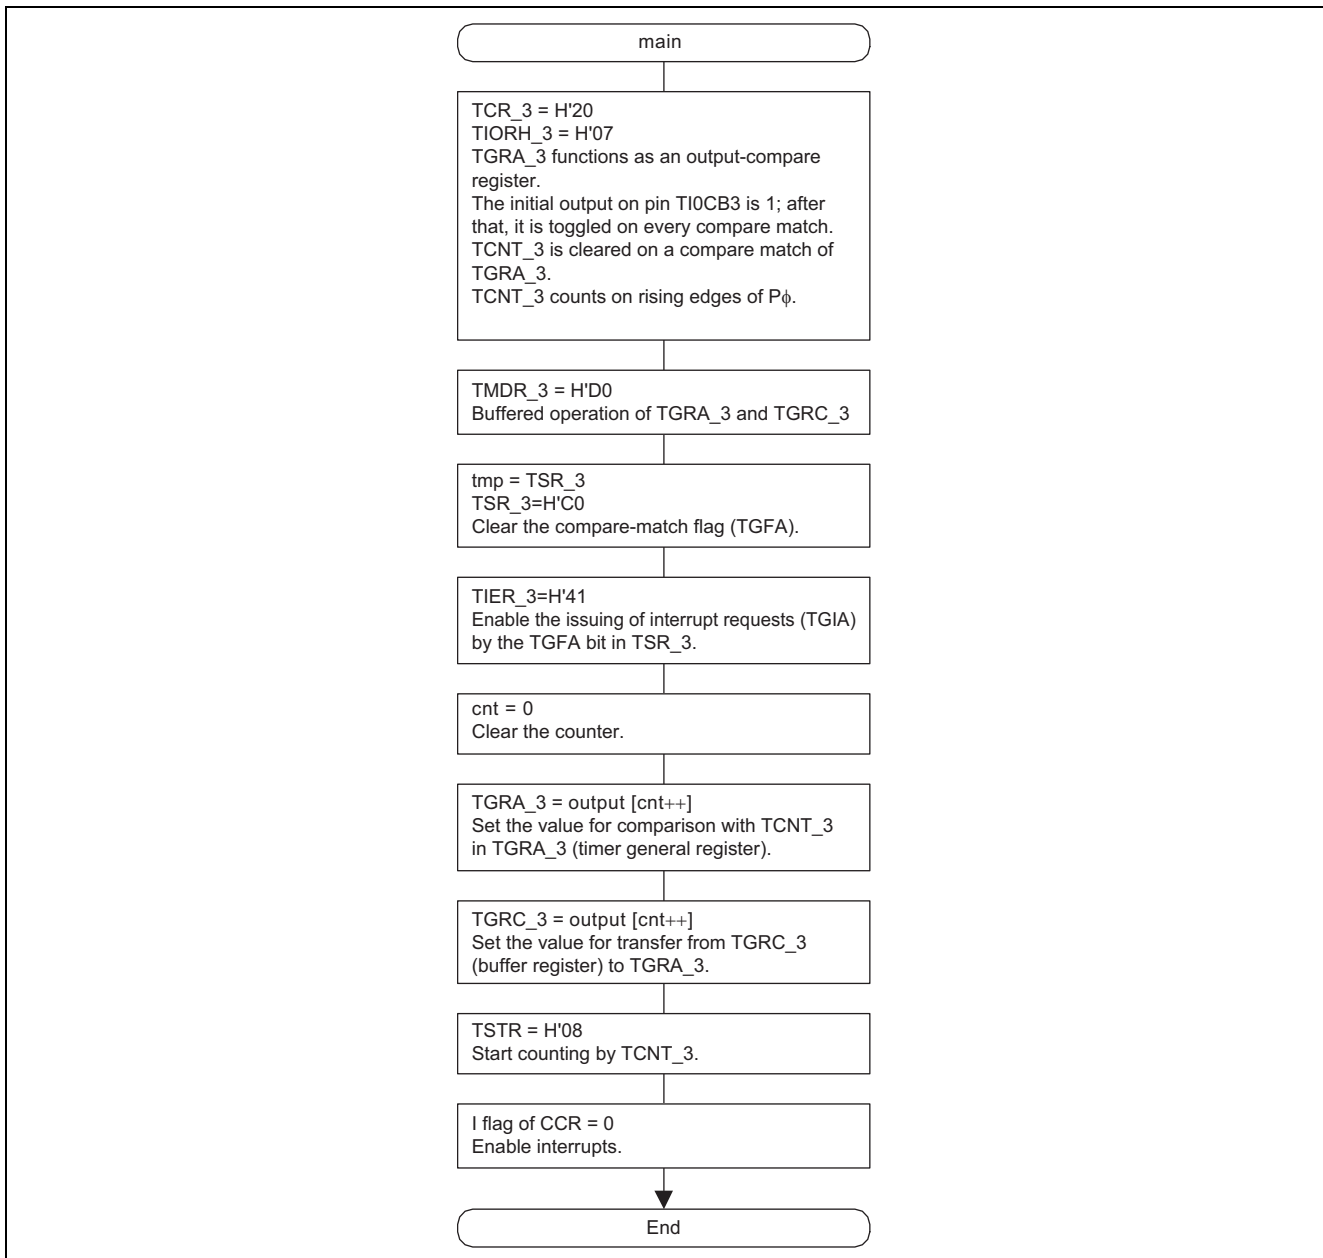 main
TCR_3 = H'20
TIORH_3 = H'07
TGRA_3 functions as an output-compare
register.
The initial output on pin TI0CB3 is 1; after
that, it is toggled on every compare match.
TCNT_3 is cleared on a compare match of
TGRA_3.
TCNT_3 counts on rising edges of Pϕ.
TMDR_3 = H'D0
Buffered operation of TGRA_3 and TGRC_3
tmp = TSR_3
TSR_3=H'C0
Clear the compare-match flag (TGFA).
TIER_3=H'41
Enable the issuing of interrupt requests (TGIA)
by the TGFA bit in TSR_3.
cnt = 0
Clear the counter.
TGRA_3 = output [cnt++]
Set the value for comparison with TCNT_3
in TGRA_3 (timer general register).
TGRC_3 = output [cnt++]
Set the value for transfer from TGRC_3
(buffer register) to TGRA_3.
TSTR = H'08
Start counting by TCNT_3.
I flag of CCR = 0
Enable interrupts.
End